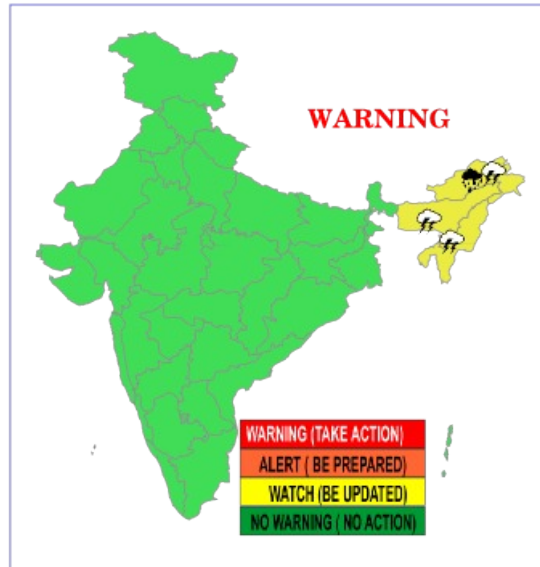 WARNING
WARNING (TAKE ACTION)
ALERT ( BE PREPARED)
WATCH (BE UPDATED)
NO WARNING ( NO ACTION)